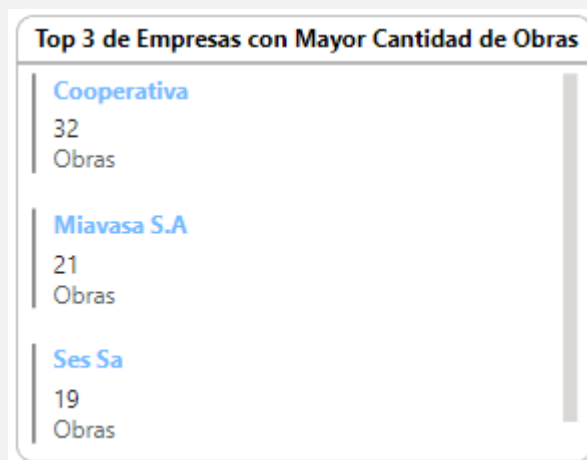 Top 3 de Empresas con Mayor Cantidad de Obras
Cooperativa
32
Obras
Miavasa S.A
21
Obras
Ses Sa
19
Obras